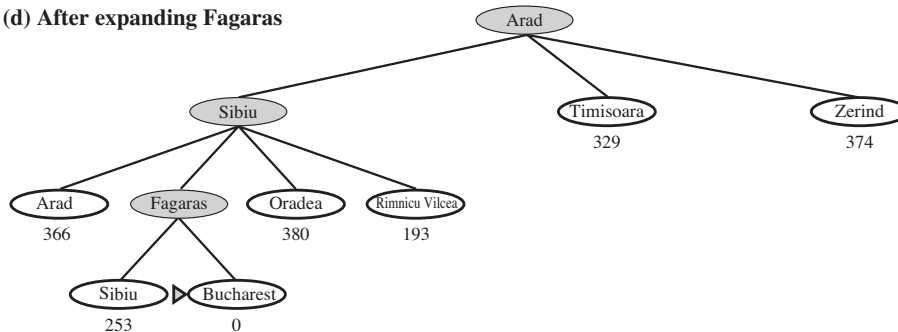 (d) After expanding Fagaras
Arad
Sibiu
Timisoara
Zerind
329
374
Arad
Fagaras
Oradea
Rimnicu Vilcea
366
380
193
Sibiu
Bucharest
253
0